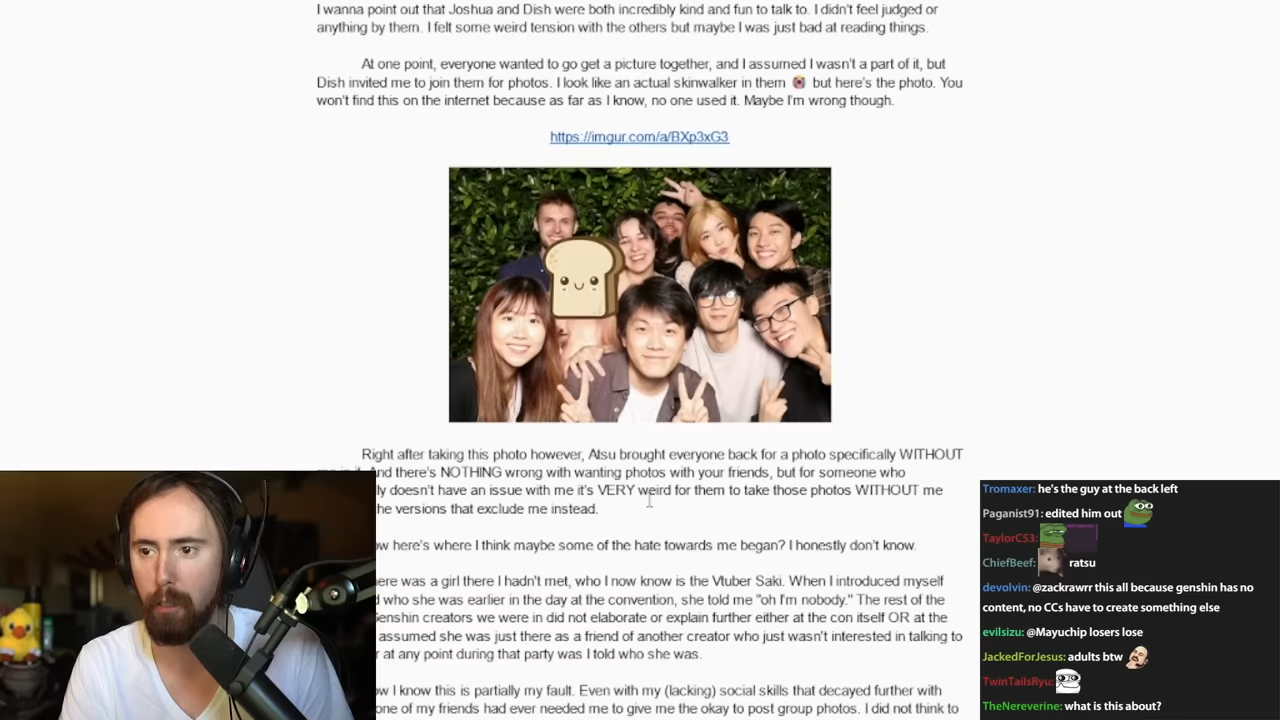 I wanna point out that Joshua and Dish were both incredibly kind and fun to talk to. I didn't feel judged or
anything by them. I felt some weird tension with the others but maybe I was just bad at reading things.
At one point, everyone wanted to go get a picture together, and I assumed I wasn't a part of it, but
Dish invited me to join them for photos. I look like an actual skinwalker in them but here's the photo. You
won't find this on the internet because as far as I know, no one used it. Maybe I'm wrong though.
https://imgur.com/a/BXp3xG3
Right after taking this photo however, Atsu brought everyone back for a photo specifically WITHOUT
And there's NOTHING wrong with wanting photos with your friends, but for someone who
doesn't have an issue with me it's VERY weird for them to take those photos WITHOUT me
the versions that exclude me instead.
here's where I think maybe some of the hate towards me began? I honestly don't know.
was a girl there I hadn't met, who I now know is the Vtuber Saki. When I introduced myself
who she was earlier in the day at the convention, she told me "oh I'm nobody." The rest of the
Genshin creators we were in did not elaborate or explain further either at the con itself OR at the
assumed she was just there as a friend of another creator who just wasn't interested in talking to
at any point during that party was I told who she was.
I know this is partially my fault. Even with my (lacking) social skills that decayed further with
one of my friends had ever needed me to give me the okay to post group photos. I did not think to
Tromaxer: he's the guy at the back left
Paganist91: edited him out
TaylorC53:
ChiefBeef: ratsu
devolvin: @zackrawrr this all because genshin has no
content, no CCs have to create something else
evilsizu: @Mayuchip losers lose
JackedForJesus: adults btw
TwinTailsRyu:
TheNereverine: what is this about?